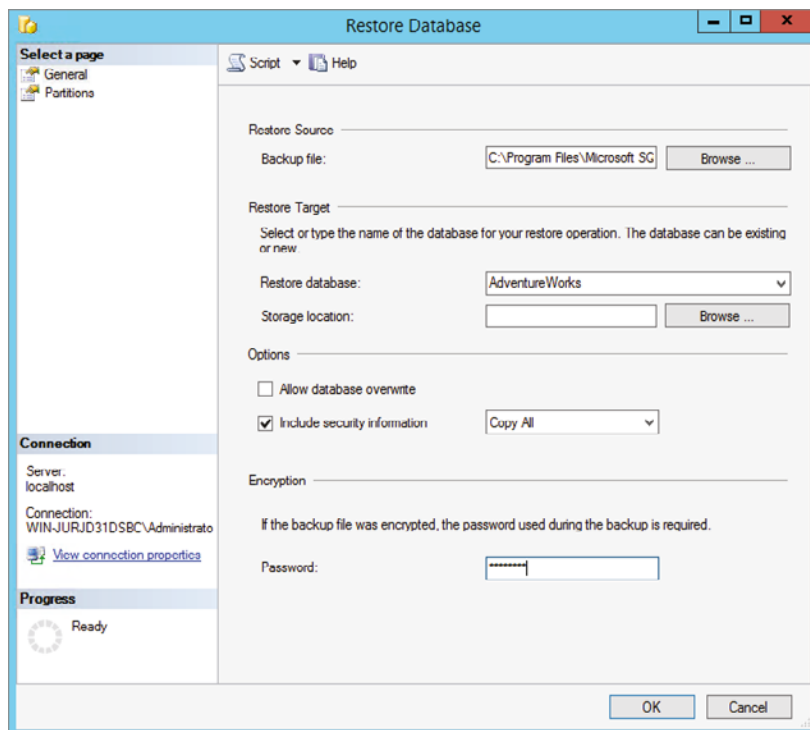 Restore Database
Select a page
General
Partitions
Script
Help
Restore Source
Backup file:
C:\Program Files\Microsoft SG
Browse ...
Restore Target
Select or type the name of the database for your restore operation. The database can be existing
or new.
Restore database:
AdventureWorks
Storage location:
Browse ...
Options
Allow database overwrite
Include security information
Copy All
Encryption
If the backup file was encrypted, the password used during the backup is required.
Password:
********
Connection
Server:
localhost
Connection:
WIN-JURJD31DSBC\Administrato
View connection properties
Progress
Ready
OK
Cancel